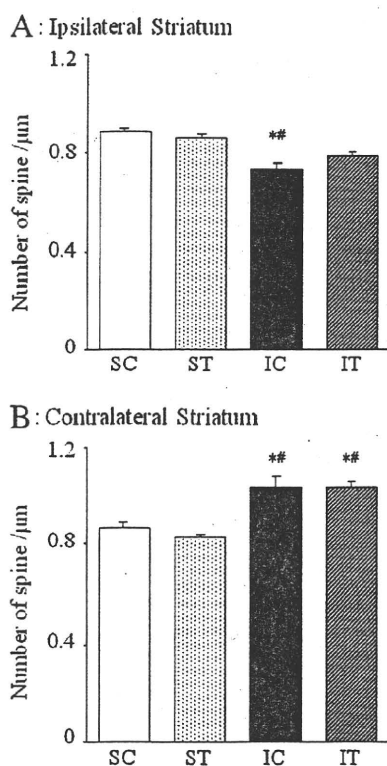 A : Ipsilateral Striatum
Number of spine /μm
1.2
0.8
0.4
0
*#
SC ST IC IT
B : Contralateral Striatum
Number of spine /μm
1.2
0.8
0.4
0
*# *#
SC ST IC IT